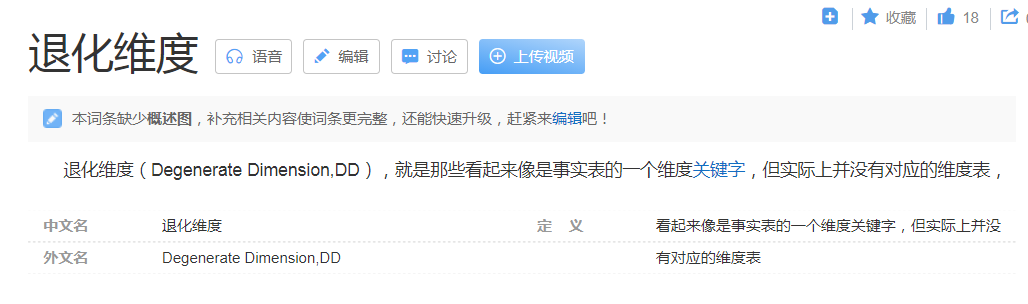 收藏 18
退化维度 语音 编辑 讨论 上传视频
本词条缺少概述图，补充相关内容使词条更完整，还能快速升级，赶紧来编辑吧！
退化维度（Degenerate Dimension,DD），就是那些看起来像是事实表的一个维度关键字，但实际上并没有对应的维度表，
中文名 退化维度 定 义 看起来像是事实表的一个维度关键字，但实际上并没
外文名 Degenerate Dimension,DD 有对应的维度表